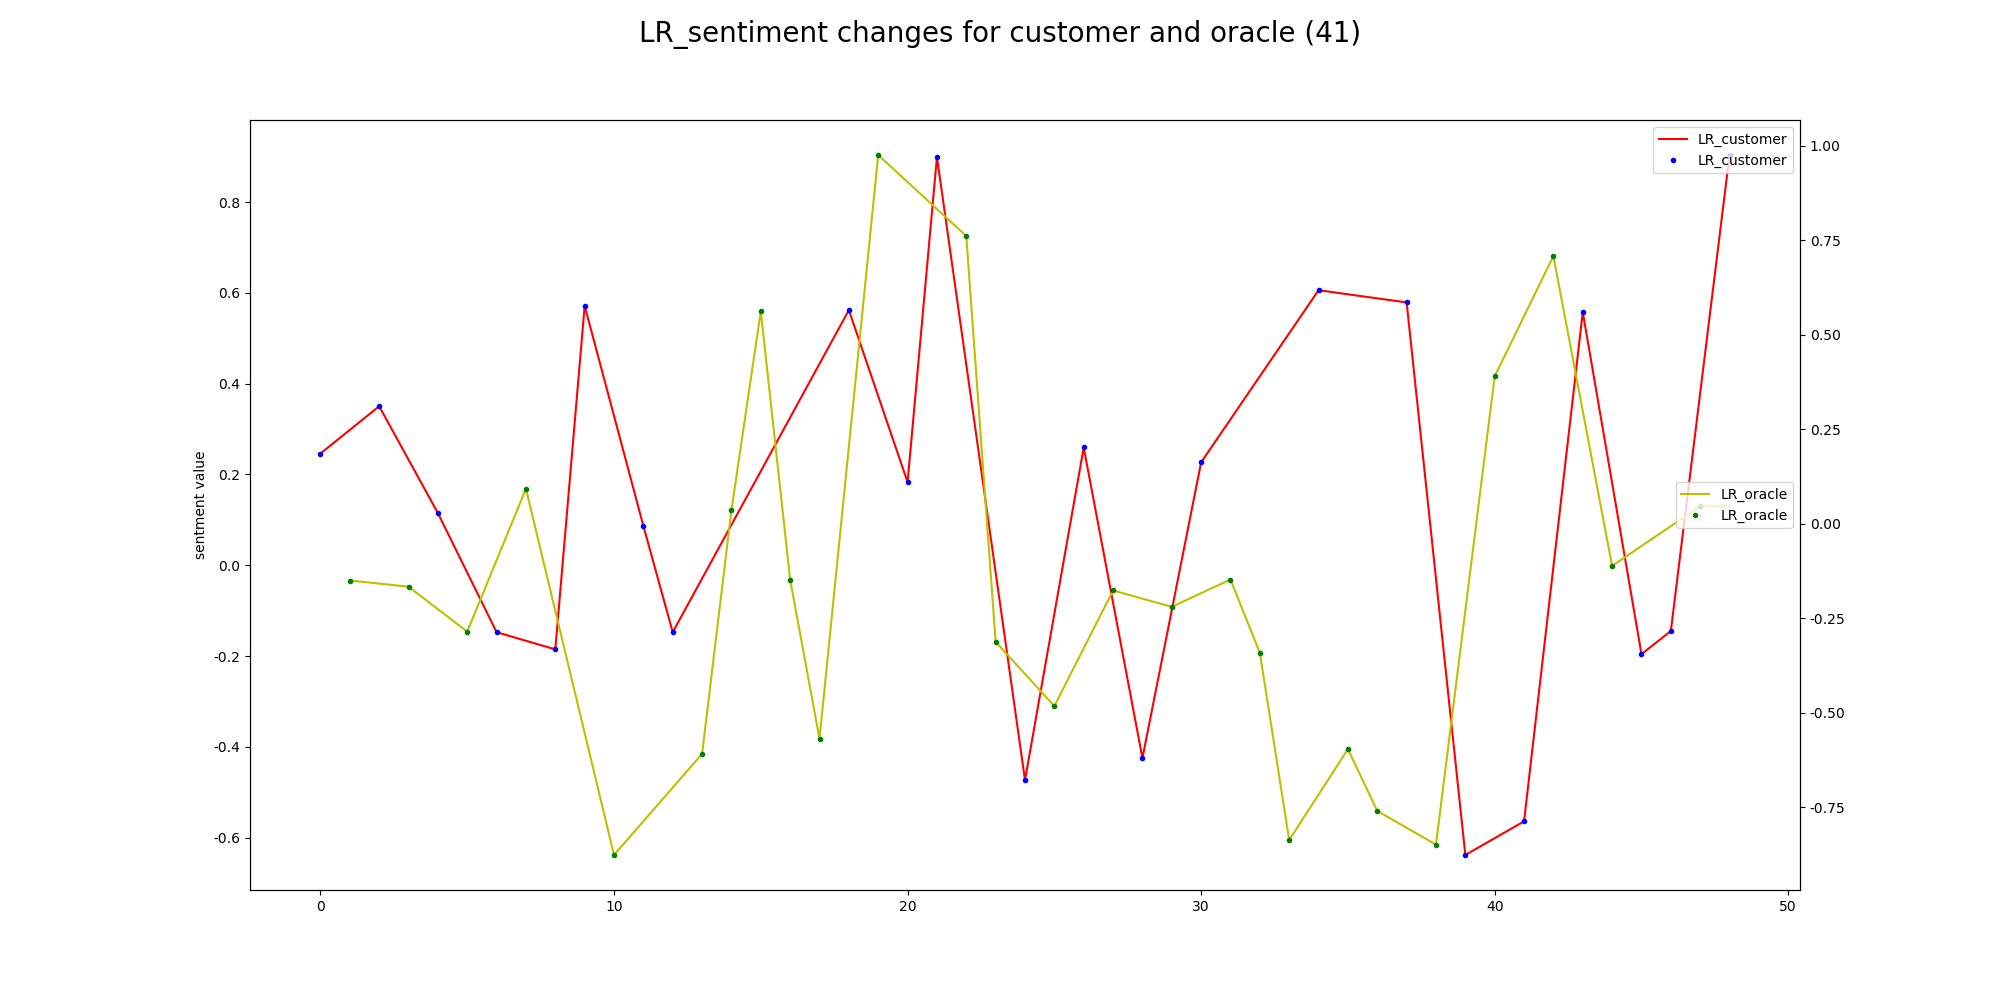 LR_sentiment changes for customer and oracle (41)
LR_customer
LR_customer
1.00
0.75
0.50
0.25
0.00
-0.25
-0.50
-0.75
LR_oracle
LR_oracle
sentment value
0.8
0.6
0.4
0.2
0.0
-0.2
-0.4
-0.6
0 10 20 30 40 50